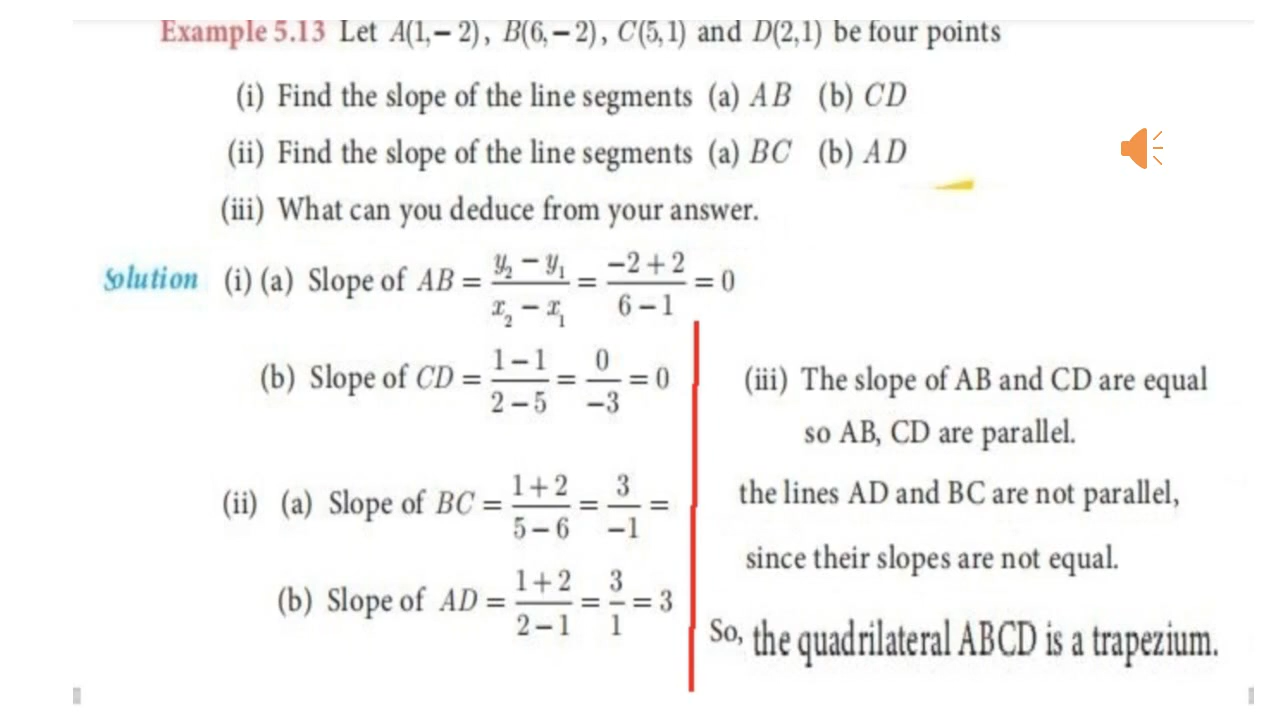 Example 5.13 Let A(1,– 2), B(6,– 2), C(5,1) and D(2,1) be four points
(i) Find the slope of the line segments (a) AB (b) CD
(ii) Find the slope of the line segments (a) BC (b) AD
(iii) What can you deduce from your answer.
Solution (i) (a) Slope of AB = (y₂ – y₁)/(x₂ – x₁) = (–2 + 2)/(6 – 1) = 0
(b) Slope of CD = (1 – 1)/(2 – 5) = 0/–3 = 0
(ii) (a) Slope of BC = (1 + 2)/(5 – 6) = 3/–1 =
(b) Slope of AD = (1 + 2)/(2 – 1) = 3/1 = 3
(iii) The slope of AB and CD are equal
so AB, CD are parallel.
the lines AD and BC are not parallel,
since their slopes are not equal.
So, the quadrilateral ABCD is a trapezium.